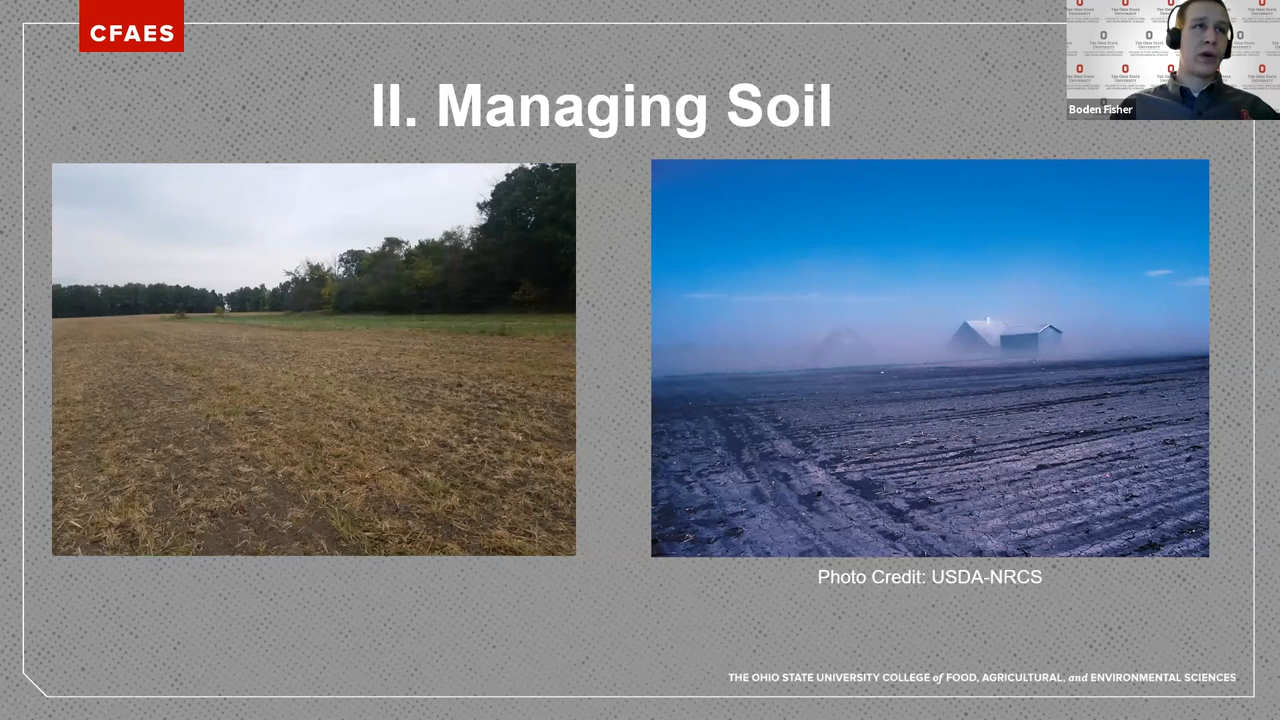 CFAES
II. Managing Soil
Boden Fisher
Photo Credit: USDA-NRCS
THE OHIO STATE UNIVERSITY COLLEGE of FOOD, AGRICULTURAL, and ENVIRONMENTAL SCIENCES